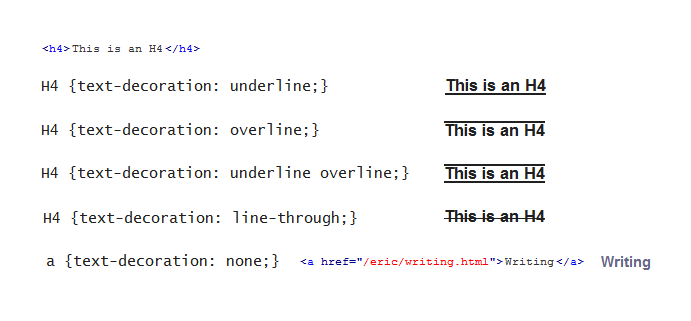 <h4>This is an H4</h4>
H4 {text-decoration: underline;} This is an H4
H4 {text-decoration: overline;} This is an H4
H4 {text-decoration: underline overline;} This is an H4
H4 {text-decoration: line-through;} This is an H4
a {text-decoration: none;} <a href="/eric/writing.html">Writing</a> Writing